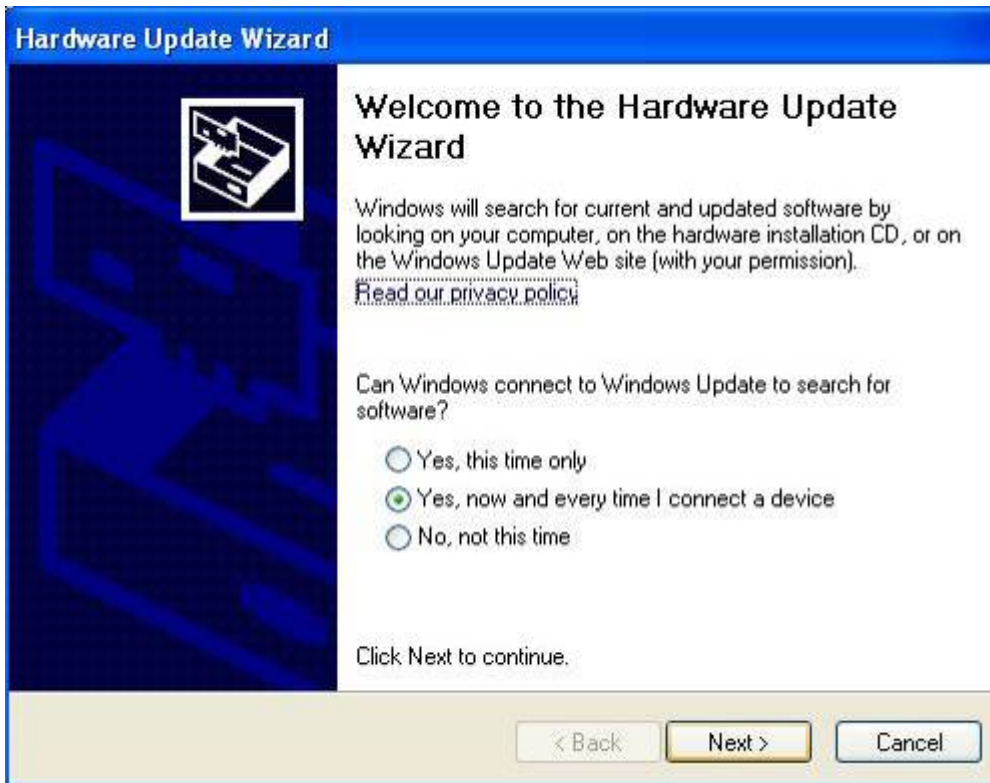 Hardware Update Wizard
Welcome to the Hardware Update
Wizard
Windows will search for current and updated software by
looking on your computer, on the hardware installation CD, or on
the Windows Update Web site (with your permission).
Read our privacy policy
Can Windows connect to Windows Update to search for
software?
Yes, this time only
Yes, now and every time I connect a device
No, not this time
Click Next to continue.
< Back
Next >
Cancel